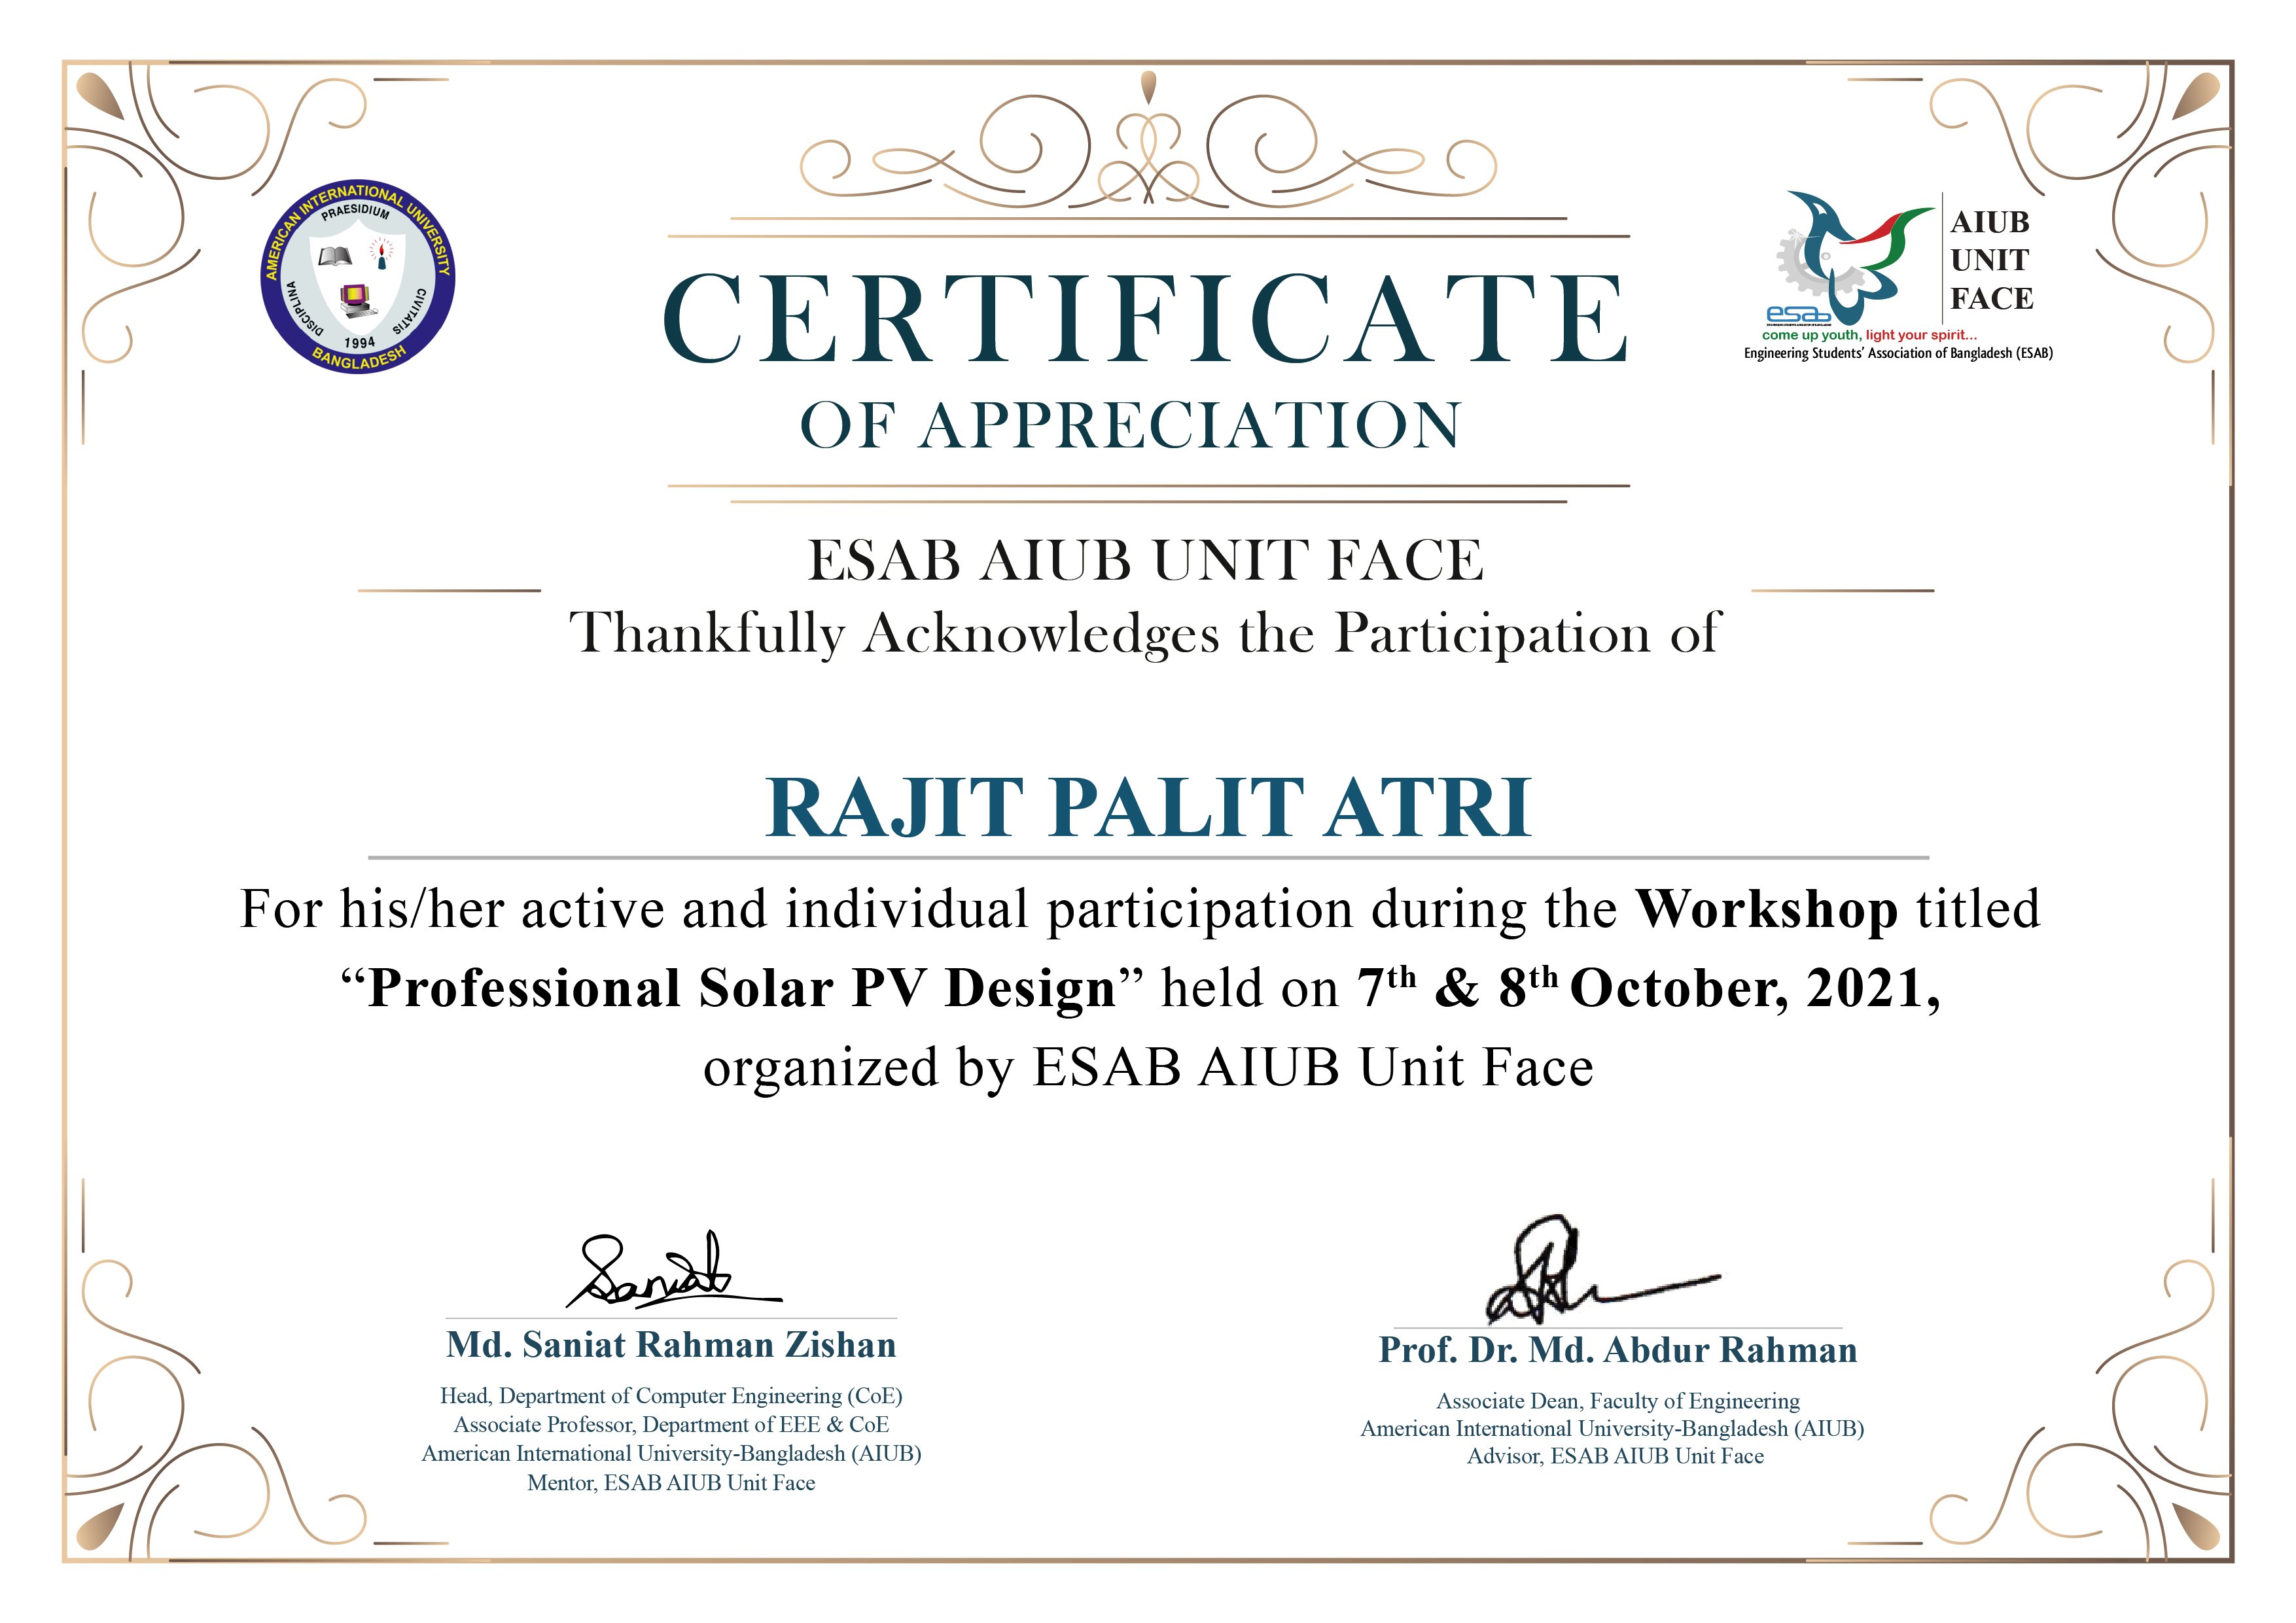 AMERICAN INTERNATIONAL UNIVERSITY
PRAESIDIUM
DISCIPLINA
CIVITATIS
1994
BANGLADESH
AIUB
UNIT
FACE
esab
come up youth, light your spirit...
Engineering Students' Association of Bangladesh (ESAB)
CERTIFICATE
OF APPRECIATION
ESAB AIUB UNIT FACE
Thankfully Acknowledges the Participation of
RAJIT PALIT ATRI
For his/her active and individual participation during the Workshop titled
“Professional Solar PV Design” held on 7th & 8th October, 2021,
organized by ESAB AIUB Unit Face
Saniat
Md. Saniat Rahman Zishan
Head, Department of Computer Engineering (CoE)
Associate Professor, Department of EEE & CoE
American International University-Bangladesh (AIUB)
Mentor, ESAB AIUB Unit Face
Prof. Dr. Md. Abdur Rahman
Associate Dean, Faculty of Engineering
American International University-Bangladesh (AIUB)
Advisor, ESAB AIUB Unit Face